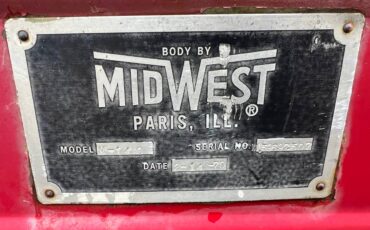 BODY BY
MIDWEST ®
PARIS, ILL.
MODEL SERIAL NO.
DATE